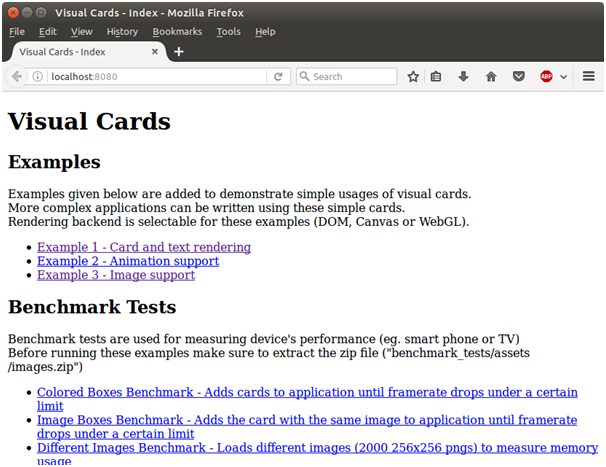 Visual Cards - Index - Mozilla Firefox
File Edit View History Bookmarks Tools Help
Visual Cards - Index
localhost:8080
Search
ABP
Visual Cards
Examples
Examples given below are added to demonstrate simple usages of visual cards.
More complex applications can be written using these simple cards.
Rendering backend is selectable for these examples (DOM, Canvas or WebGL).
Example 1 - Card and text rendering
Example 2 - Animation support
Example 3 - Image support
Benchmark Tests
Benchmark tests are used for measuring device's performance (eg. smart phone or TV)
Before running these examples make sure to extract the zip file ("benchmark_tests/assets
/images.zip")
Colored Boxes Benchmark - Adds cards to application until framerate drops under a certain
limit
Image Boxes Benchmark - Adds the card with the same image to application until framerate
drops under a certain limit
Different Images Benchmark - Loads different images (2000 256x256 pngs) to measure memory
usage